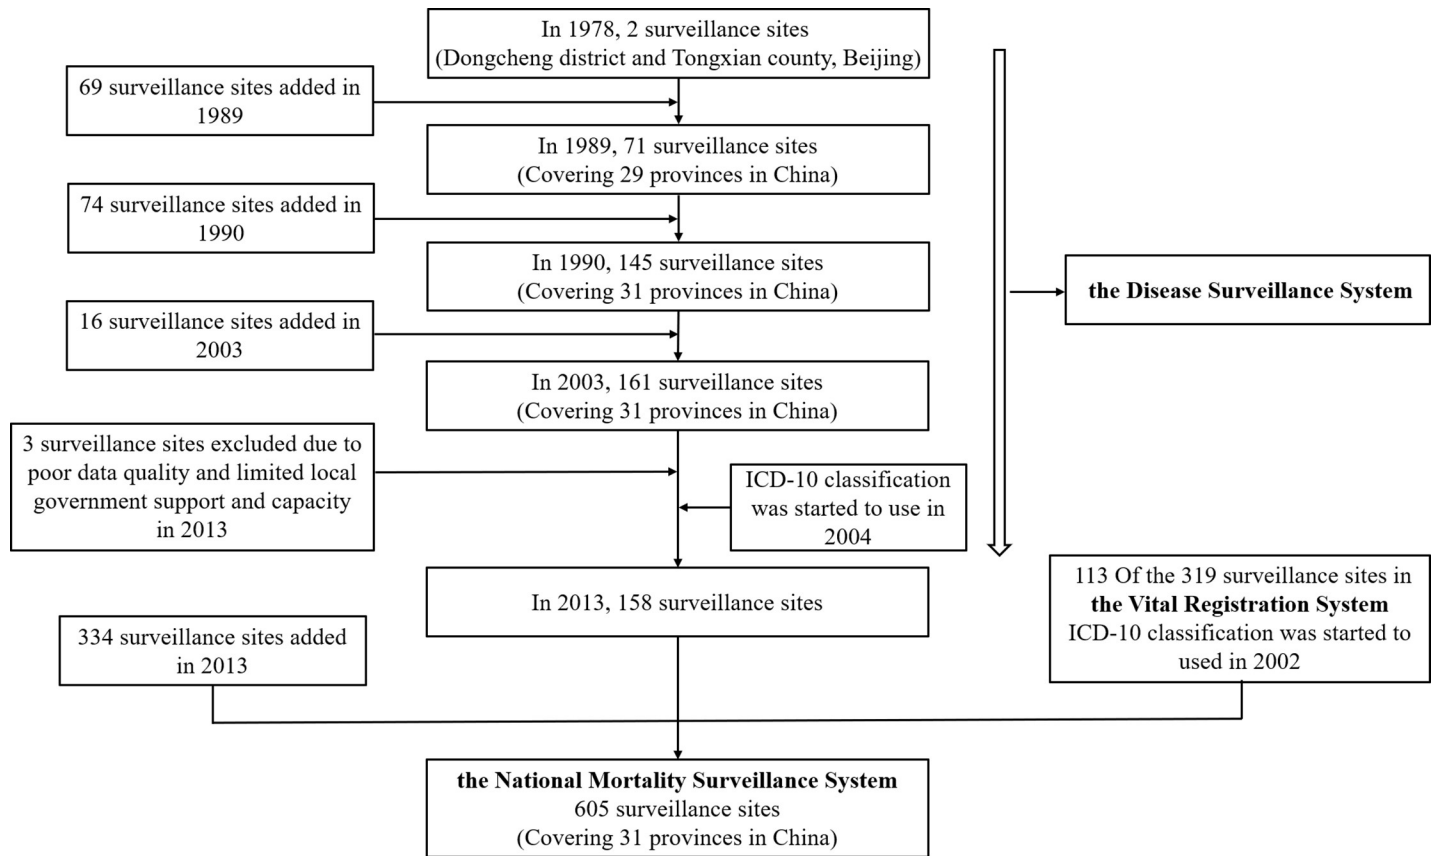 In 1978, 2 surveillance sites
(Dongcheng district and Tongxian county, Beijing)
69 surveillance sites added in
1989
In 1989, 71 surveillance sites
(Covering 29 provinces in China)
74 surveillance sites added in
1990
In 1990, 145 surveillance sites
(Covering 31 provinces in China)
the Disease Surveillance System
16 surveillance sites added in
2003
In 2003, 161 surveillance sites
(Covering 31 provinces in China)
3 surveillance sites excluded due to
poor data quality and limited local
government support and capacity
in 2013
ICD-10 classification
was started to use in
2004
In 2013, 158 surveillance sites
113 Of the 319 surveillance sites in
the Vital Registration System
ICD-10 classification was started to
used in 2002
334 surveillance sites added
in 2013
the National Mortality Surveillance System
605 surveillance sites
(Covering 31 provinces in China)